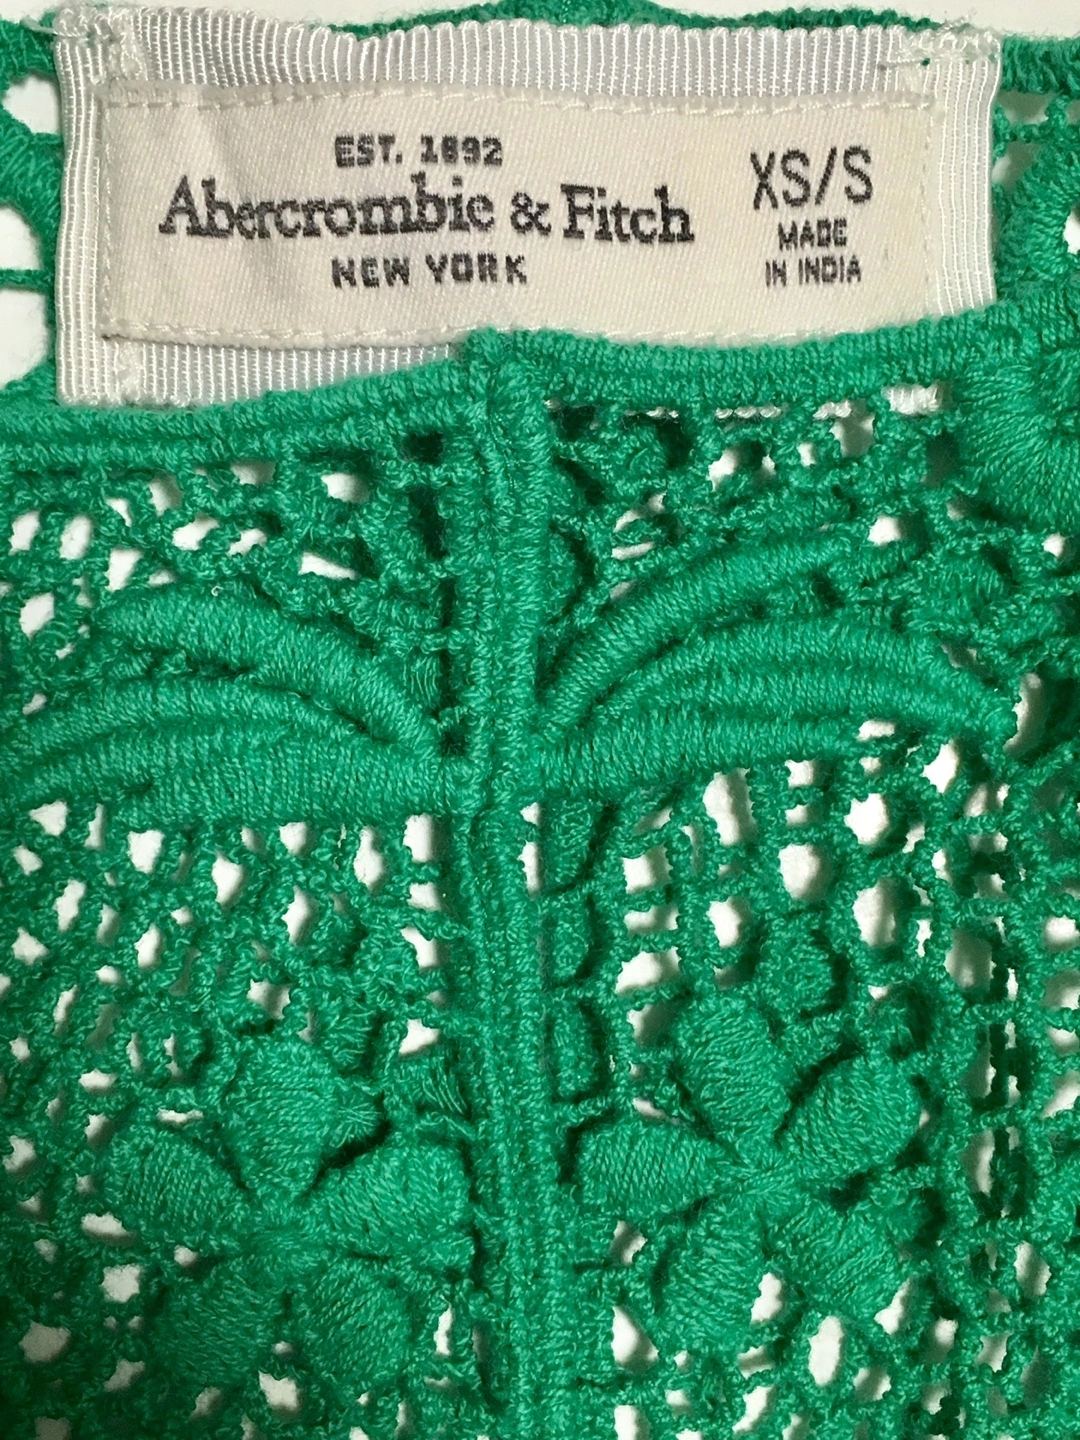 EST. 1892
Abercrombie & Fitch
NEW YORK
XS/S
MADE
IN INDIA